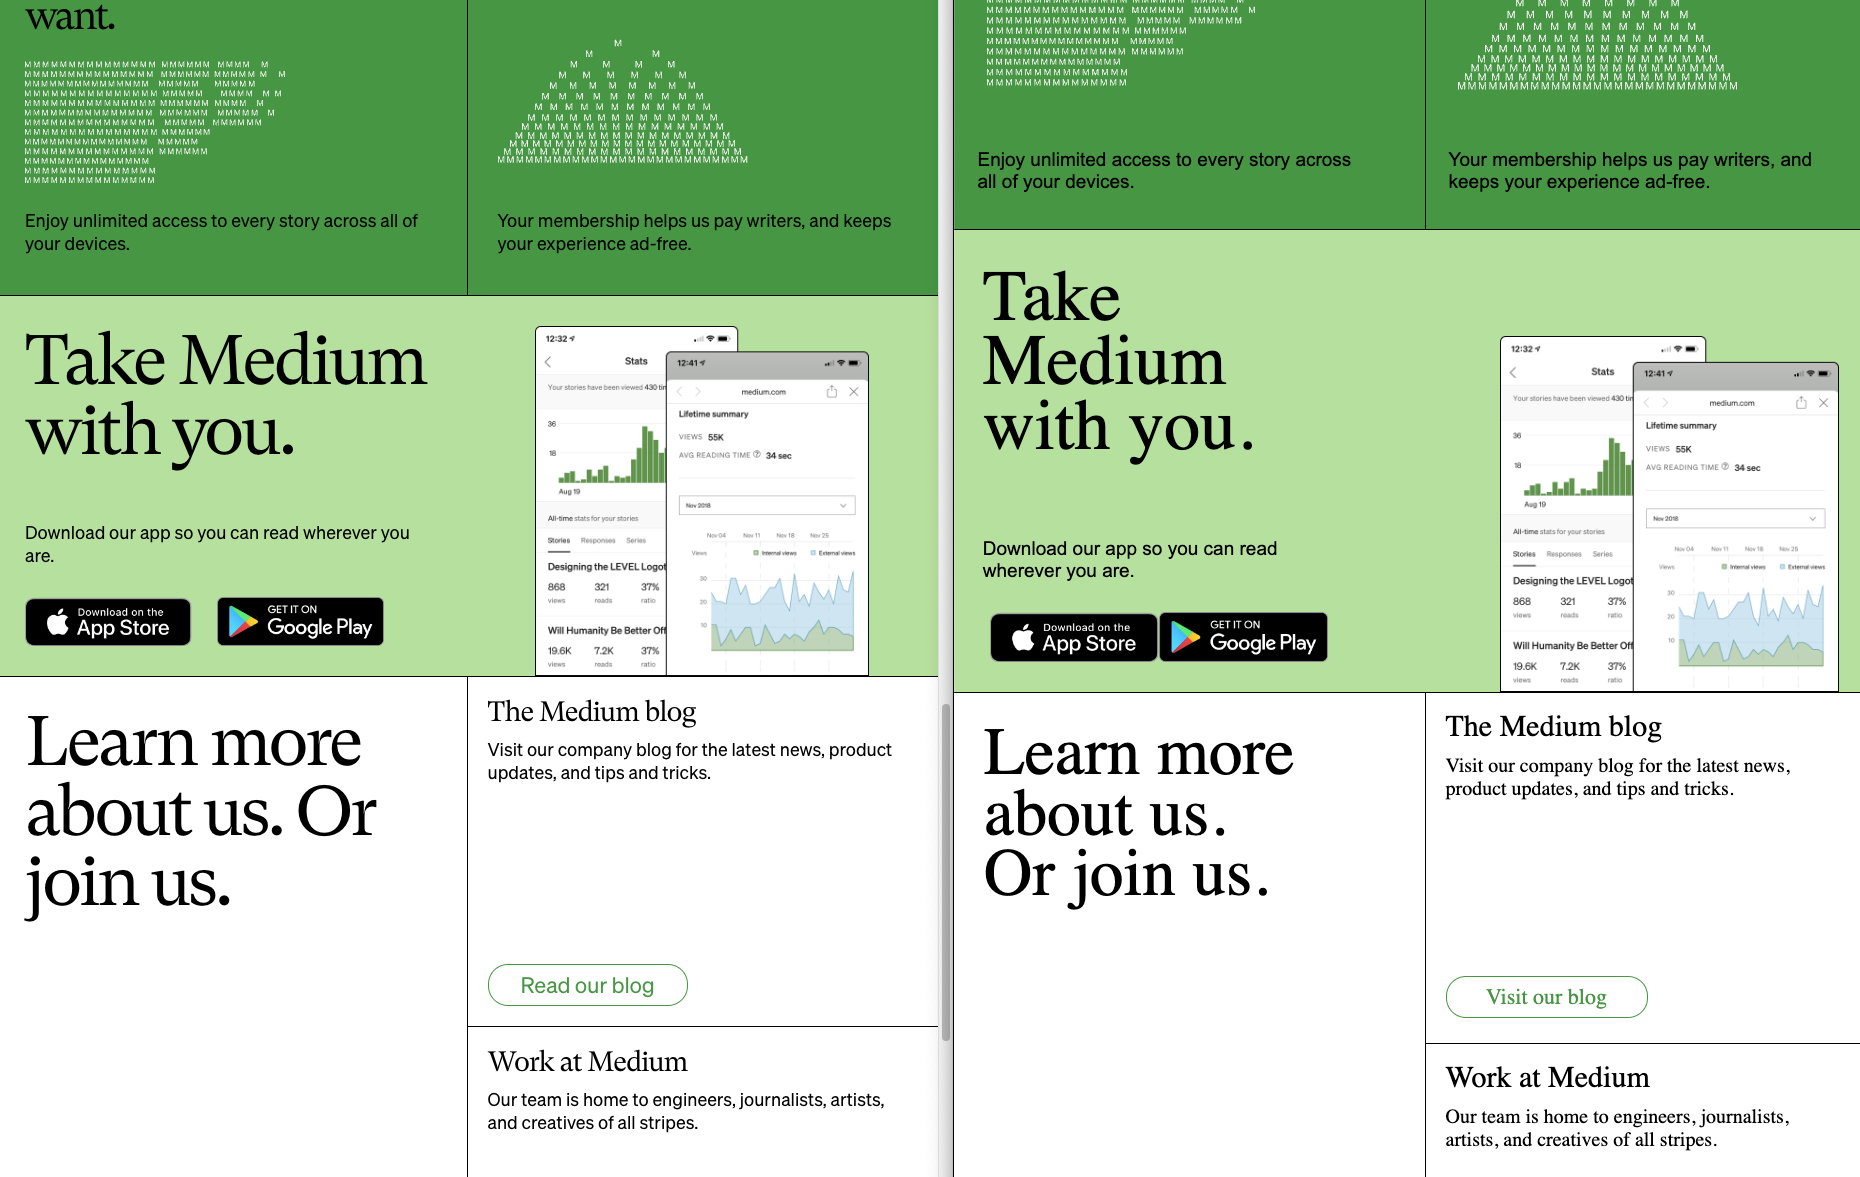 want.
Enjoy unlimited access to every story across all of
your devices.
Your membership helps us pay writers, and keeps
your experience ad-free.
Take Medium
with you.
Download our app so you can read wherever you
are.
Download on the
App Store
GET IT ON
Google Play
12:32
Stats
Your stories have been viewed 430 tim
36
18
Aug 19
All-time stats for your stories
Stories Responses Series
Designing the LEVEL Logot
868 321 37%
views reads ratio
Will Humanity Be Better Off
19.6K 7.2K 37%
views reads ratio
12:41
medium.com
Lifetime summary
VIEWS 55K
AVG READING TIME 34 sec
Nov 2018
Nov 04 Nov 11 Nov 18 Nov 25
Views Internal views External views
30
20
10
Learn more
about us. Or
join us.
The Medium blog
Visit our company blog for the latest news, product
updates, and tips and tricks.
Read our blog
Work at Medium
Our team is home to engineers, journalists, artists,
and creatives of all stripes.
Enjoy unlimited access to every story across
all of your devices.
Your membership helps us pay writers, and
keeps your experience ad-free.
Take
Medium
with you.
Download our app so you can read
wherever you are.
Download on the
App Store
GET IT ON
Google Play
12:32
Stats
Your stories have been viewed 430 tin
36
18
Aug 19
All-time stats for your stories
Stories Responses Series
Designing the LEVEL Logot
868 321 37%
views reads ratio
Will Humanity Be Better Off
19.6K 7.2K 37%
views reads ratio
12:41
medium.com
Lifetime summary
VIEWS 55K
AVG READING TIME 34 sec
Nov 2018
Nov 04 Nov 11 Nov 18 Nov 25
Views Internal views External views
30
20
10
Learn more
about us.
Or join us.
The Medium blog
Visit our company blog for the latest news,
product updates, and tips and tricks.
Visit our blog
Work at Medium
Our team is home to engineers, journalists,
artists, and creatives of all stripes.